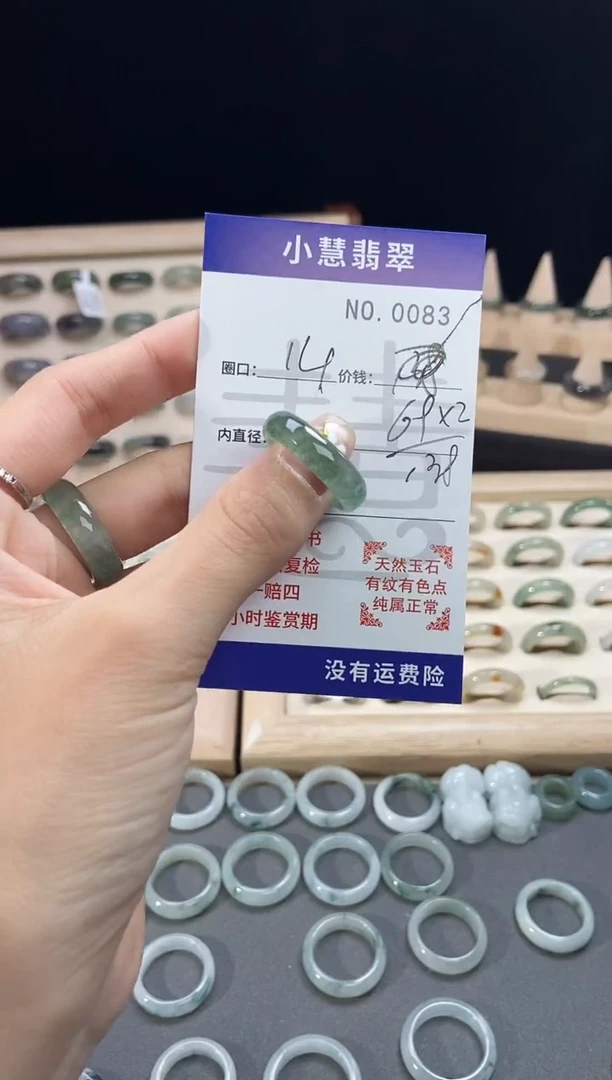 小慧翡翠
NO. 0083
圈口: 14 价钱:
69 x2
138
内直径:
书
复检
赔四
小时鉴赏期
天然玉石
有纹有色点
纯属正常
没有运费险